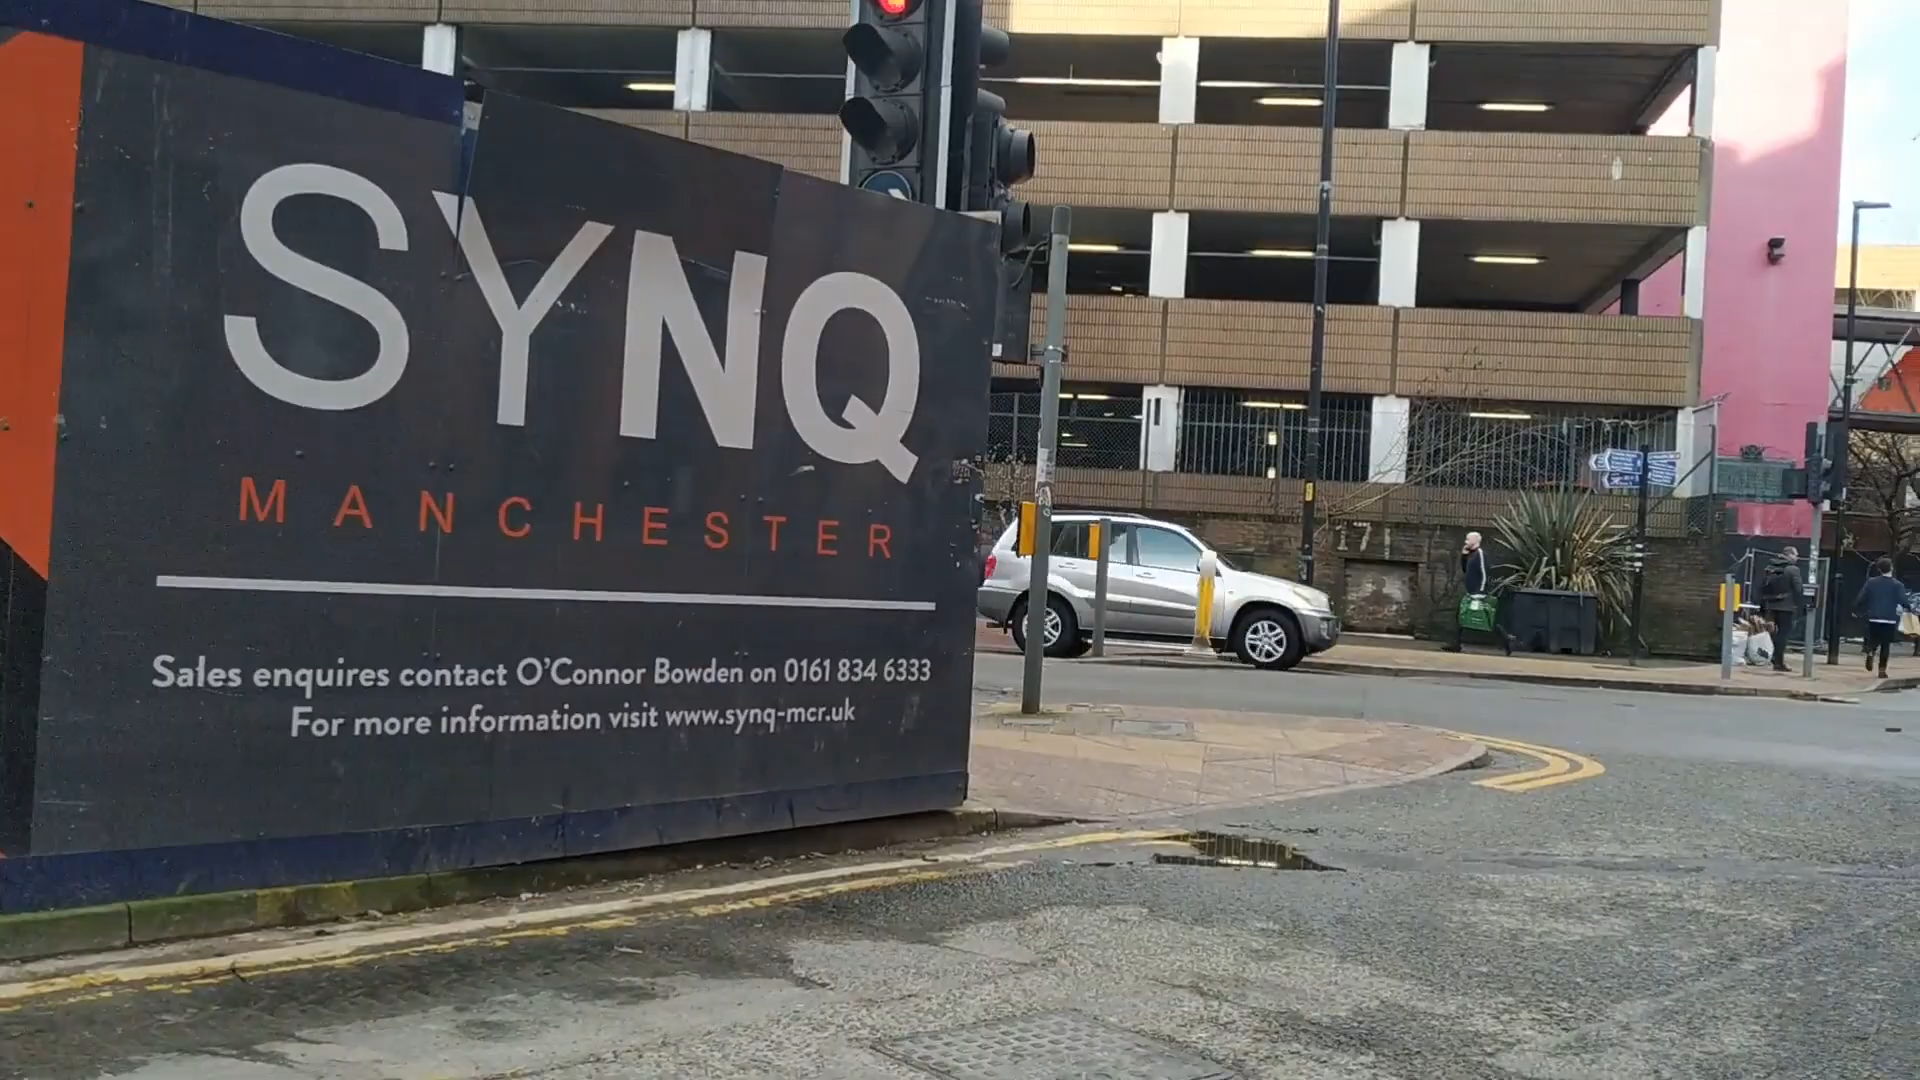 SYNQ
MANCHESTER
Sales enquires contact O'Connor Bowden on 0161 834 6333
For more information visit www.synq-mcr.uk
171